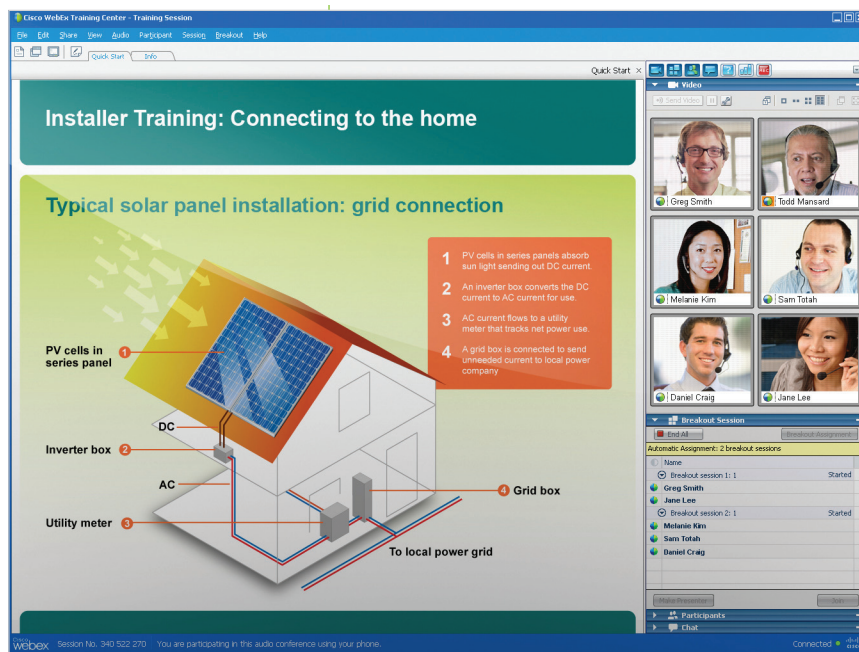 Cisco WebEx Training Center - Training Session
File Edit Share View Audio Participant Session Breakout Help
Quick Start Info
Quick Start ×
Installer Training: Connecting to the home
Typical solar panel installation: grid connection
1 PV cells in series panels absorb
sun light sending out DC current.
2 An inverter box converts the DC
current to AC current for use.
3 AC current flows to a utility
meter that tracks net power use.
4 A grid box is connected to send
unneeded current to local power
company
PV cells in
series panel
1
DC
Inverter box 2
AC
Utility meter 3
4 Grid box
To local power grid
Video
Send Video
Greg Smith
Todd Mansard
Melanie Kim
Sam Totah
Daniel Craig
Jane Lee
Breakout Session
End All Breakout Assignment
Automatic Assignment: 2 breakout sessions
Name
Breakout session 1: 1 Started
Greg Smith
Jane Lee
Breakout session 2: 1 Started
Melanie Kim
Sam Totah
Daniel Craig
Make Presenter Join
Participants
Chat
CISCO
webex Session No. 340 522 270 You are participating in this audio conference using your phone. Connected